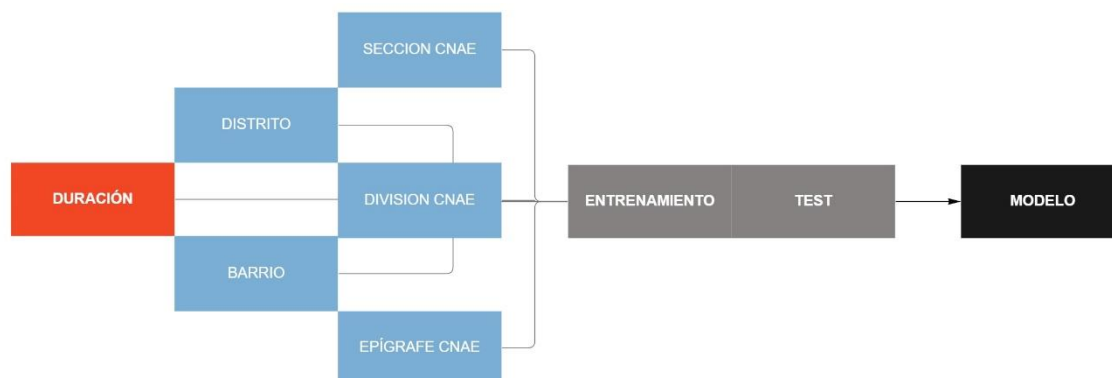 SECCION CNAE
DISTRITO
DURACIÓN
DIVISION CNAE
ENTRENAMIENTO
TEST
MODELO
BARRIO
EPÍGRAFE CNAE